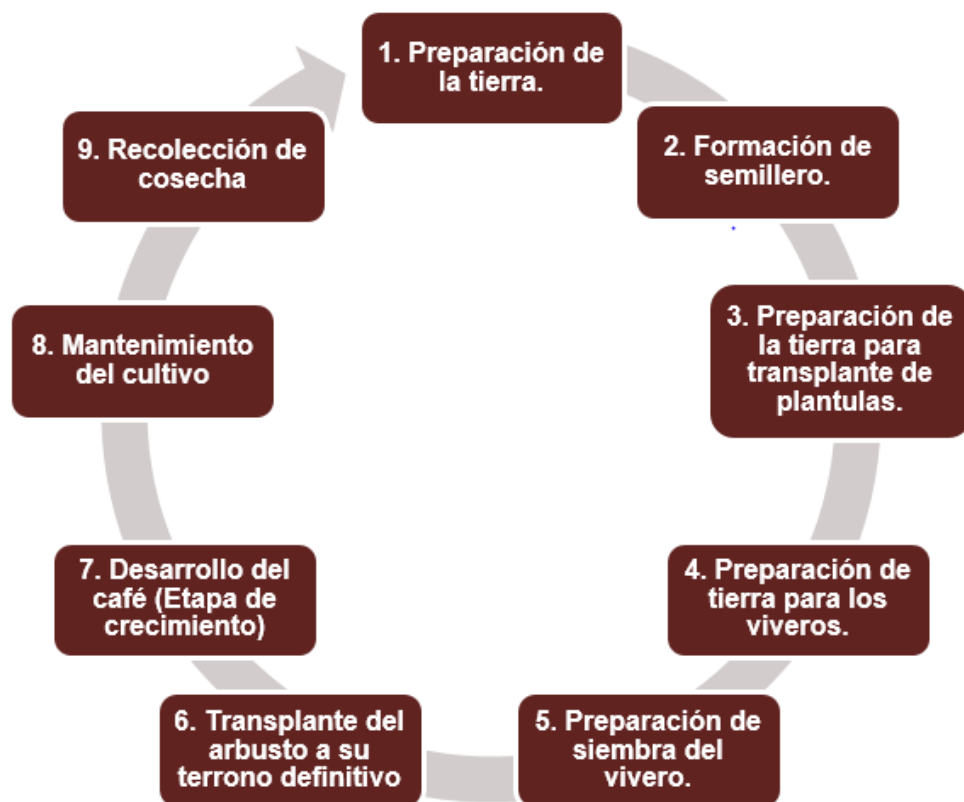 1. Preparación de
la tierra.
2. Formación de
semillero.
3. Preparación de
la tierra para
transplante de
plantulas.
4. Preparación de
tierra para los
viveros.
5. Preparación de
siembra del
vivero.
6. Transplante del
arbusto a su
terrono definitivo
7. Desarrollo del
café (Etapa de
crecimiento)
8. Mantenimiento
del cultivo
9. Recolección de
cosecha